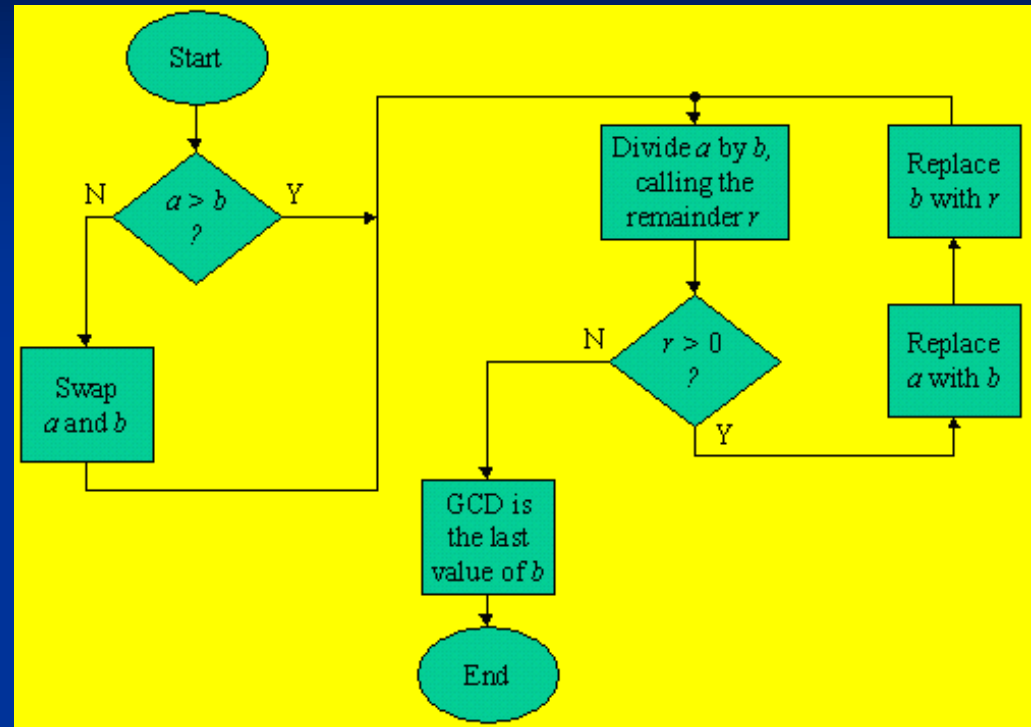 Start
a > b
?
N
Y
Swap
a and b
Divide a by b,
calling the
remainder r
r > 0
?
N
Y
Replace
a with b
Replace
b with r
GCD is
the last
value of b
End